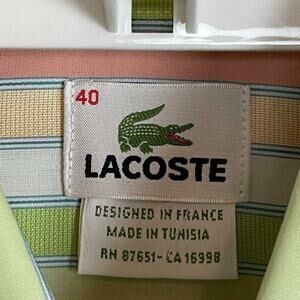 40
LACOSTE
DESIGNED IN FRANCE
MADE IN TUNISIA
RN 87651- CA 16998